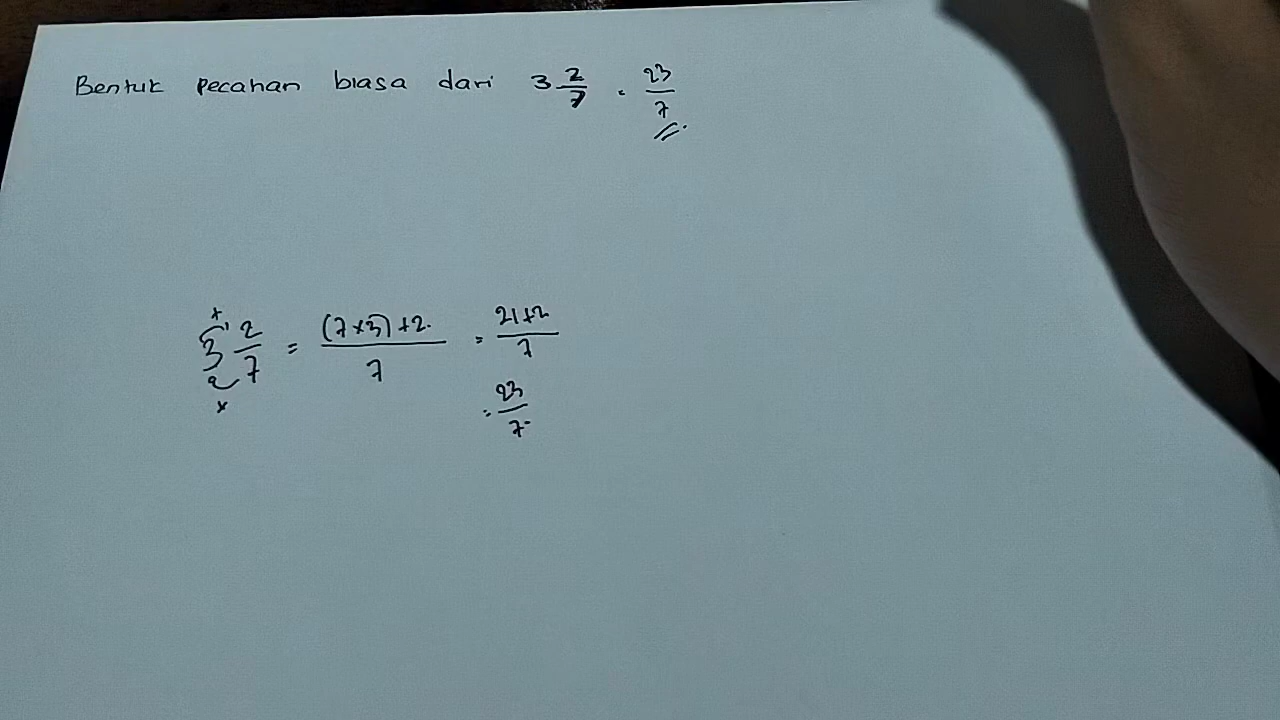 Bentuk pecahan biasa dari 3 2/7 = 23/7
3 2/7 = (7×3)+2/7 = 21+2/7
= 23/7